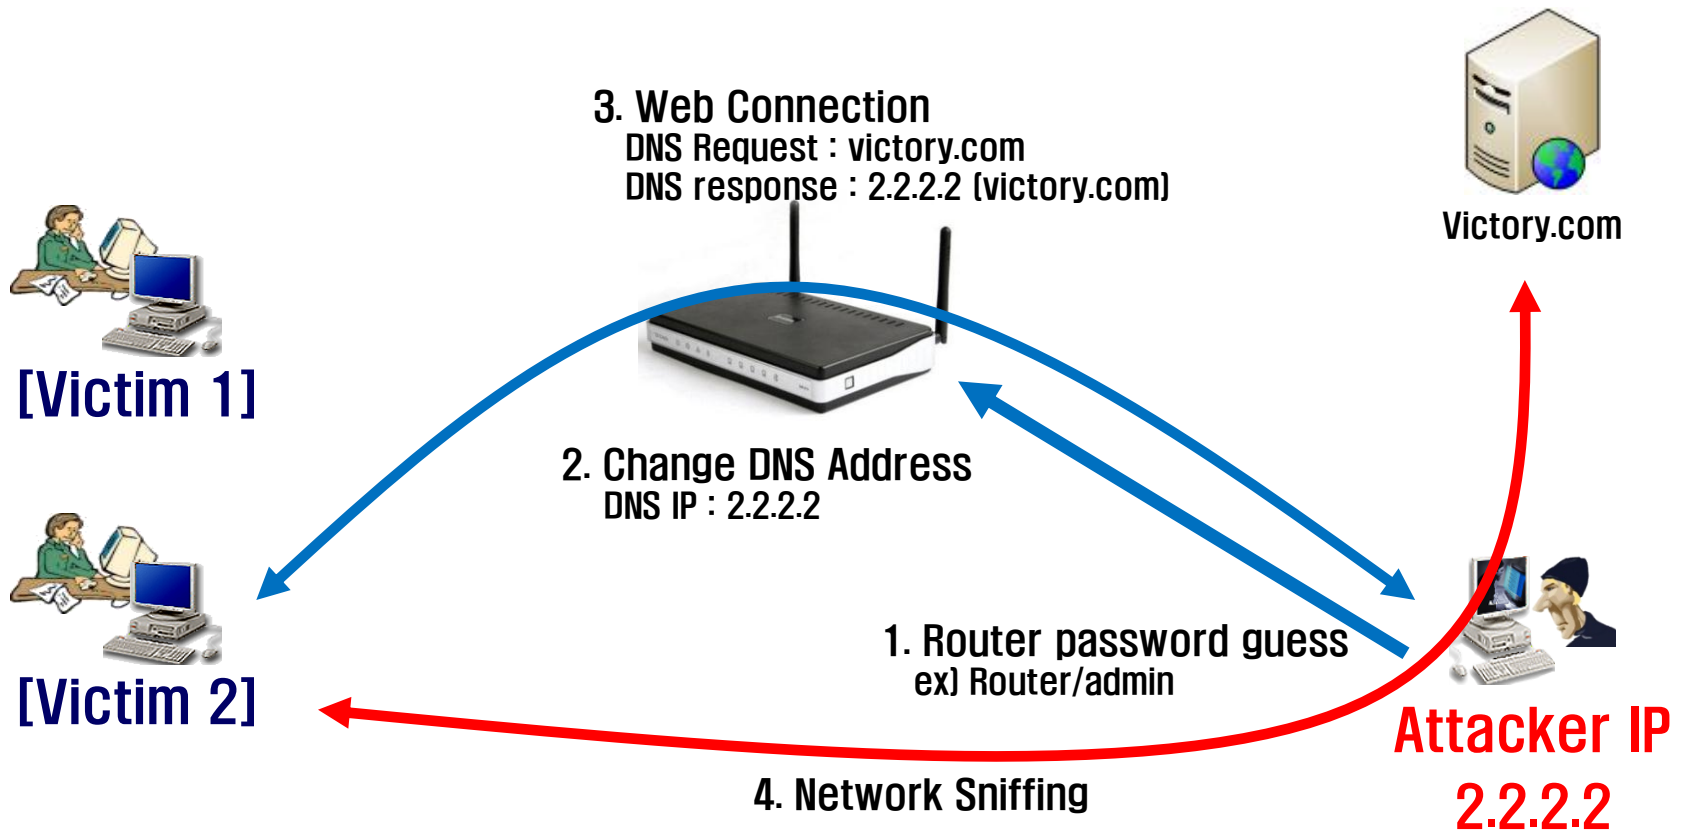 3. Web Connection
DNS Request : victory.com
DNS response : 2.2.2.2 (victory.com)
Victory.com
[Victim 1]
2. Change DNS Address
DNS IP : 2.2.2.2
1. Router password guess
ex) Router/admin
[Victim 2]
Attacker IP
2.2.2.2
4. Network Sniffing